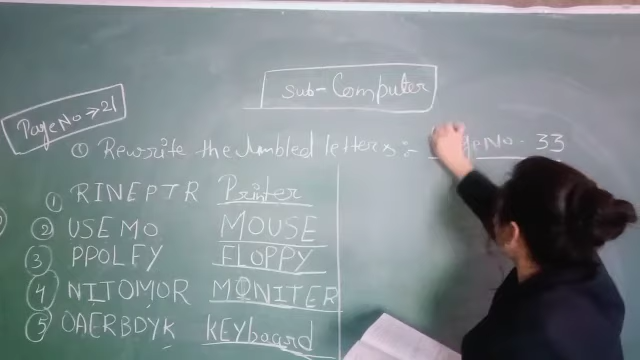 Sub-Computer
Page No → 21
① Rewrite the Jumbled letters :-
① RINEPTR Printer
② USEMO MOUSE
③ PPOLFY FLOPPY
④ NITOMOR MONITER
⑤ OAERBDYK KEYboard
No. 33